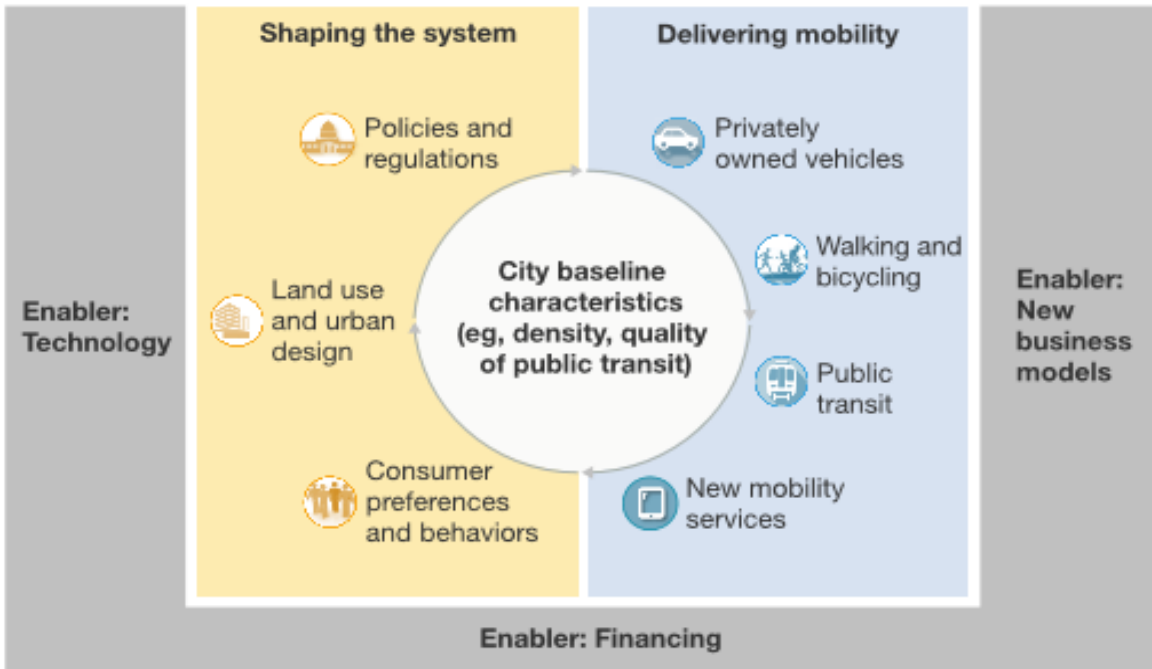 Shaping the system
Policies and
regulations
Land use
and urban
design
Consumer
preferences
and behaviors
Delivering mobility
Privately
owned vehicles
Walking and
bicycling
Public
transit
New mobility
services
City baseline
characteristics
(eg, density, quality
of public transit)
Enabler:
Technology
Enabler:
New
business
models
Enabler: Financing